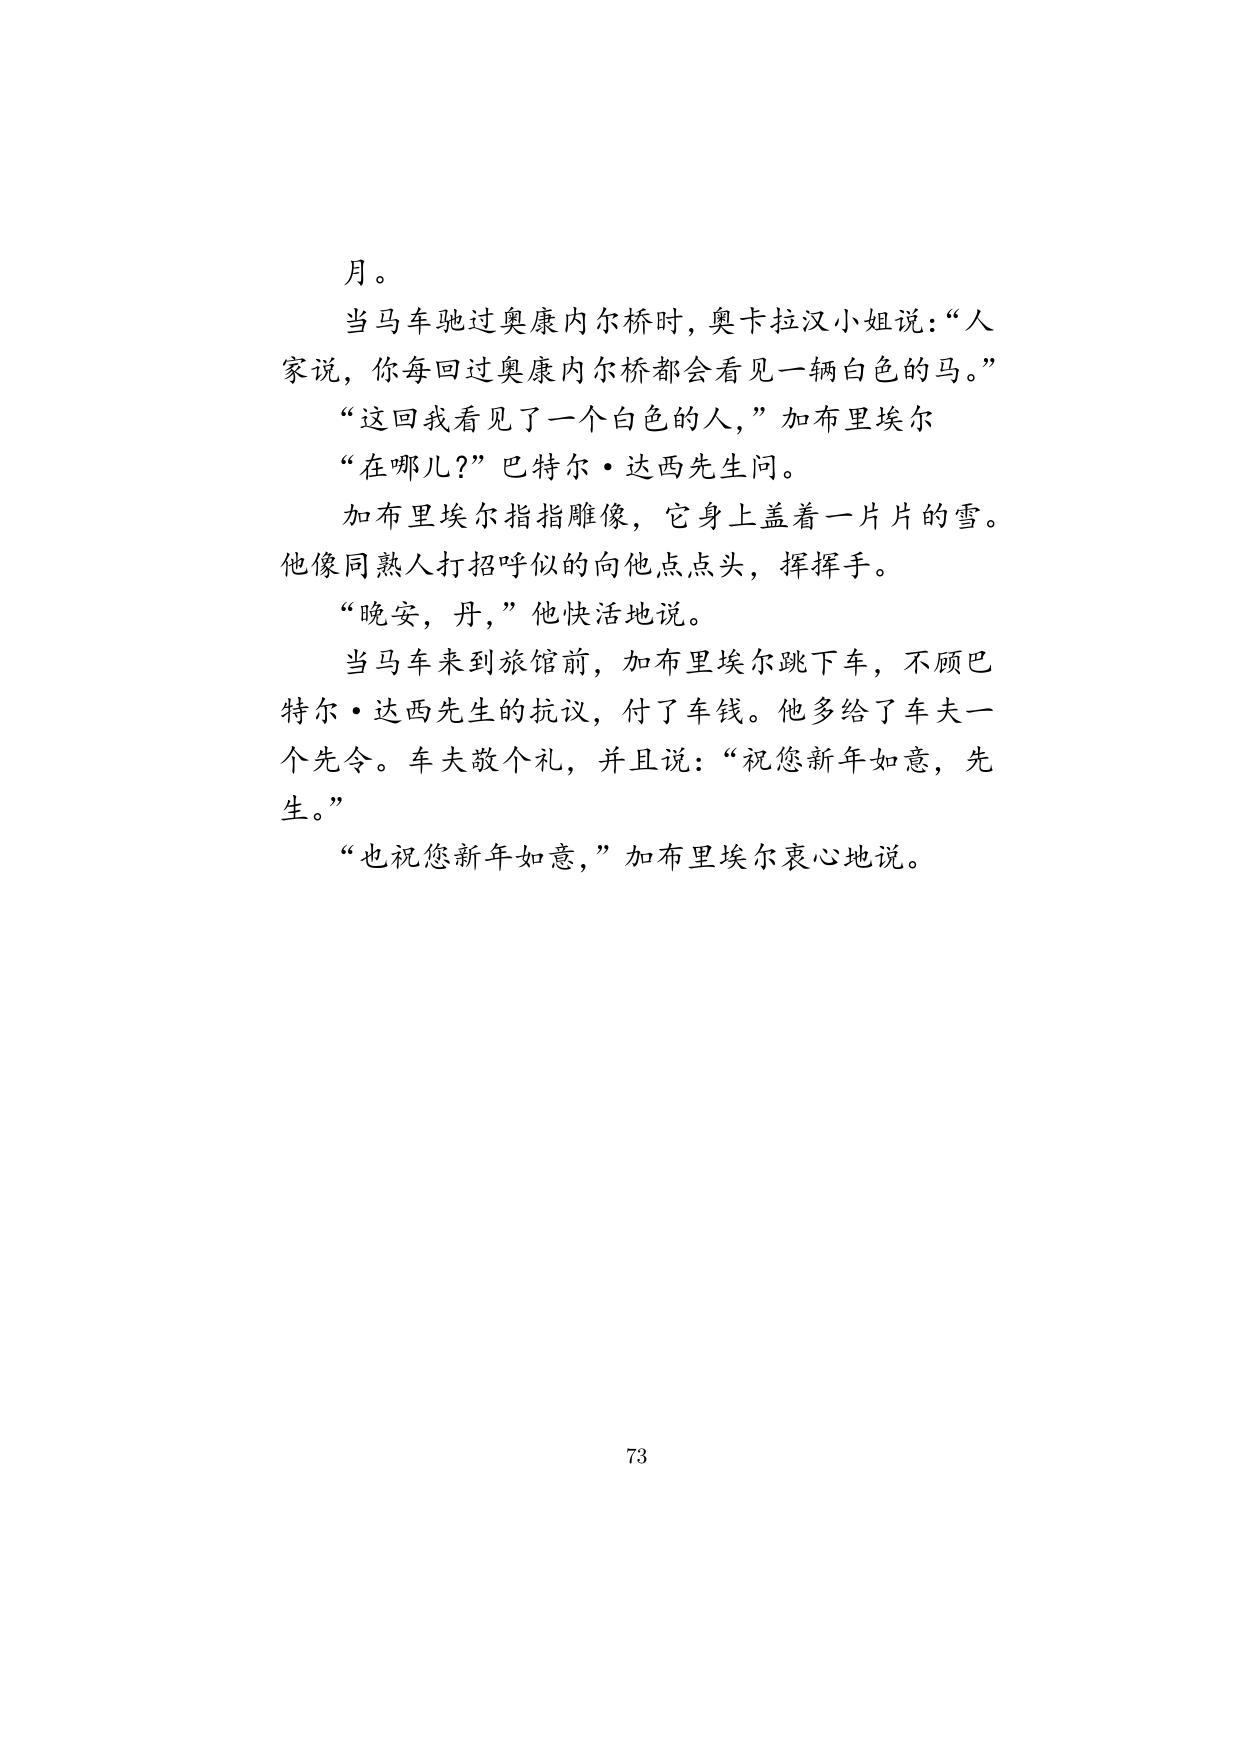 月。
当马车驰过奥康内尔桥时，奥卡拉汉小姐说：“人
家说，你每回过奥康内尔桥都会看见一辆白色的马。”
“这回我看见了一个白色的人，”加布里埃尔
“在哪儿？”巴特尔·达西先生问。
加布里埃尔指指雕像，它身上盖着一片片的雪。
他像同熟人打招呼似的向他点点头，挥挥手。
“晚安，丹，”他快活地说。
当马车来到旅馆前，加布里埃尔跳下车，不顾巴
特尔·达西先生的抗议，付了车钱。他多给了车夫一
个先令。车夫敬个礼，并且说：“祝您新年如意，先
生。”
“也祝您新年如意，”加布里埃尔衷心地说。
73